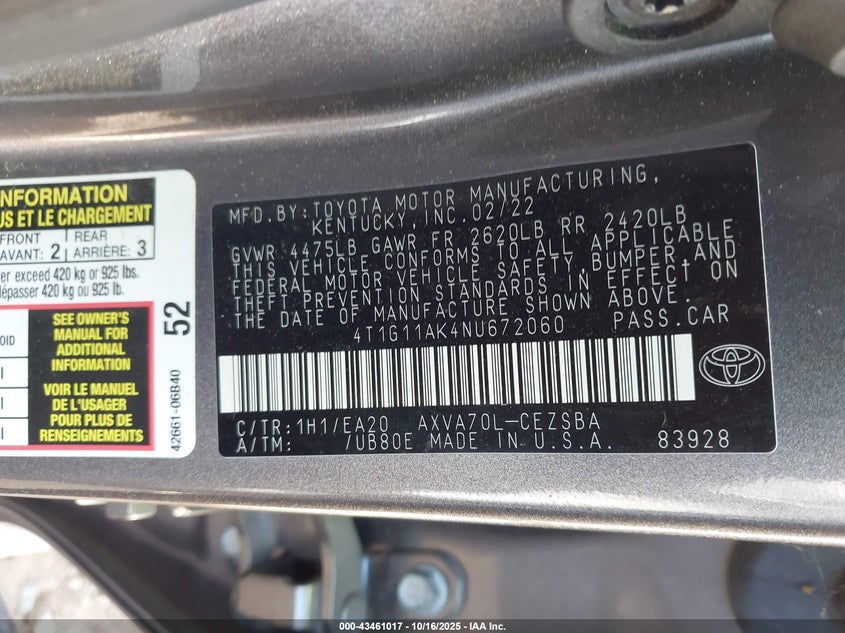 INFORMATION
US ET LE CHARGEMENT
FRONT
AVANT: 2
REAR
ARRIÈRE: 3
er exceed 420 kg or 925 lbs.
dépasser 420 kg ou 925 lb.
OID
SEE OWNER'S
MANUAL FOR
ADDITIONAL
INFORMATION
VOIR LE MANUEL
DE L'USAGER
POUR PLUS DE
RENSEIGNEMENTS
52
42661-06B40
MFD.BY:TOYOTA MOTOR MANUFACTURING,
KENTUCKY,INC.02/22
GVWR 4475LB GAWR FR 2620LB RR 2420LB
THIS VEHICLE CONFORMS TO ALL APPLICABLE
FEDERAL MOTOR VEHICLE SAFETY,BUMPER,AND
THEFT PREVENTION STANDARDS IN EFFECT ON
THE DATE OF MANUFACTURE SHOWN ABOVE.
4T1G11AK4NU672060 PASS.CAR
C/TR:1H1/EA20 AXVA70L-CEZSBA
A/TM: /UB80E MADE IN U.S.A. 83928
000-43461017 - 10/16/2025 - IAA Inc.